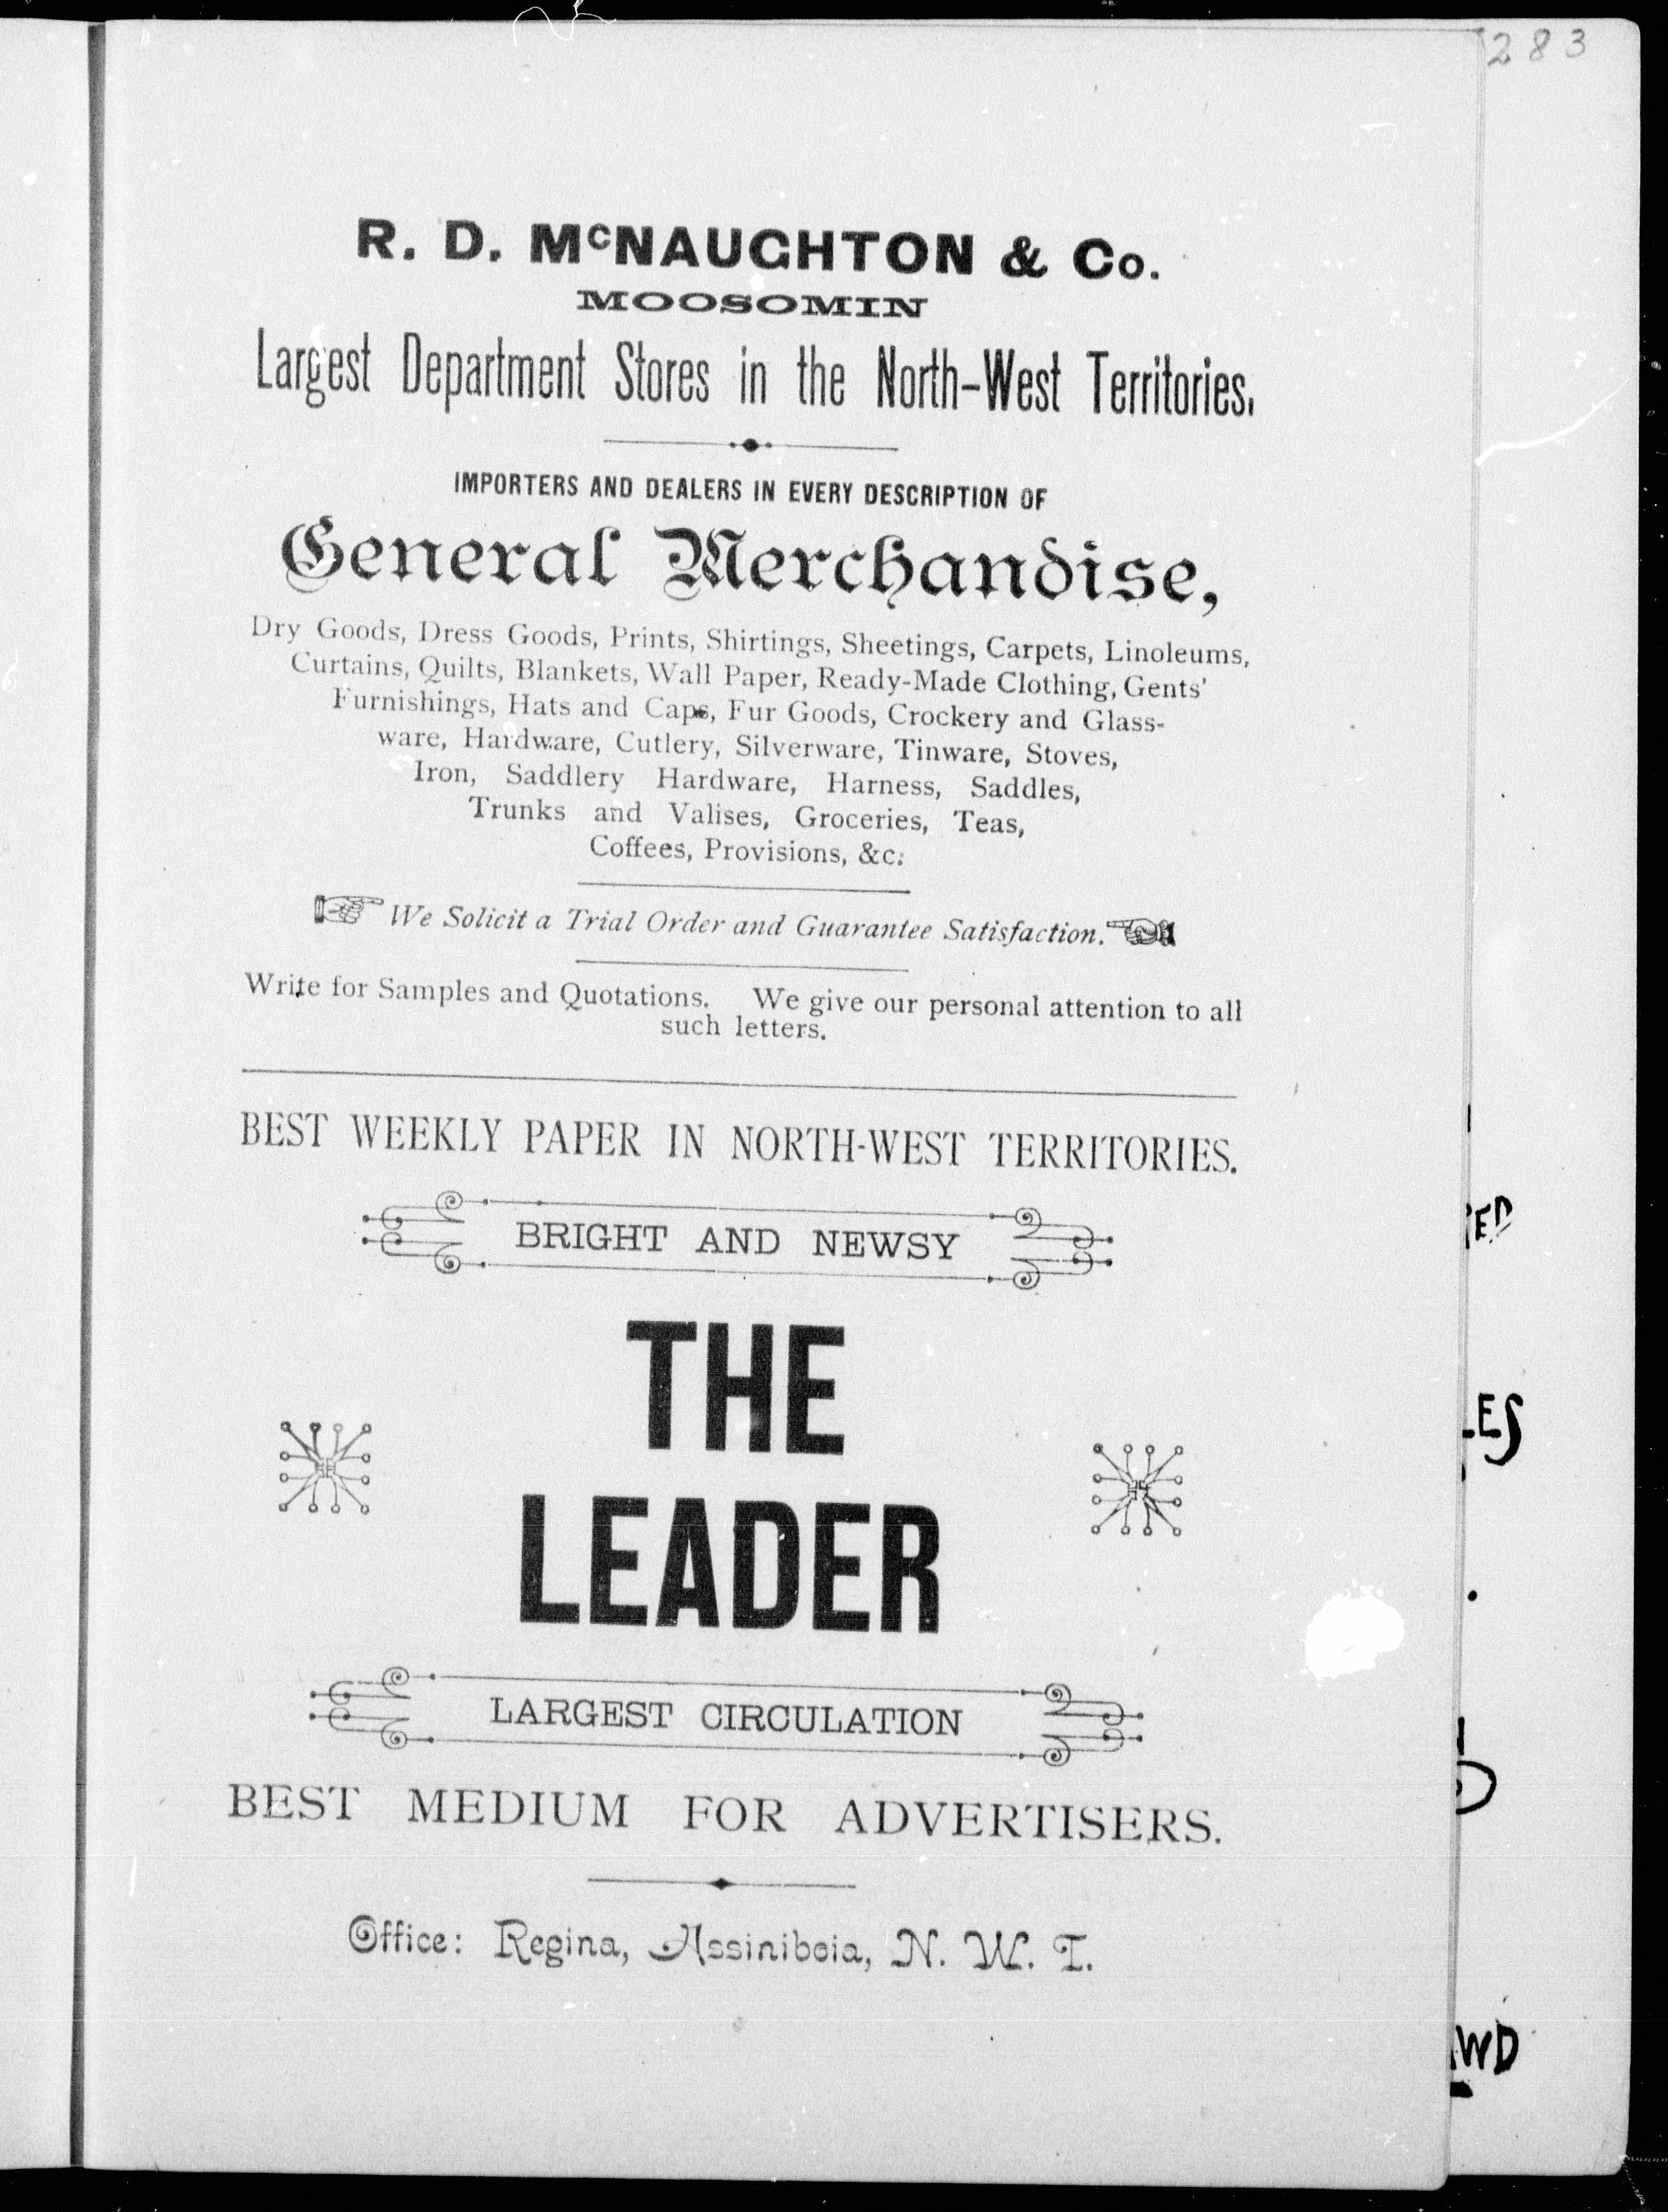 283
R. D. McNAUGHTON & Co.
MOOSOMIN
Largest Department Stores in the North-West Territories.
IMPORTERS AND DEALERS IN EVERY DESCRIPTION OF
General Merchandise,
Dry Goods, Dress Goods, Prints, Shirtings, Sheetings, Carpets, Linoleums,
Curtains, Quilts, Blankets, Wall Paper, Ready-Made Clothing, Gents'
Furnishings, Hats and Caps, Fur Goods, Crockery and Glass-
ware, Hardware, Cutlery, Silverware, Tinware, Stoves,
Iron, Saddlery Hardware, Harness, Saddles,
Trunks and Valises, Groceries, Teas,
Coffees, Provisions, &c.
We Solicit a Trial Order and Guarantee Satisfaction.
Write for Samples and Quotations. We give our personal attention to all
such letters.
BEST WEEKLY PAPER IN NORTH-WEST TERRITORIES.
BRIGHT AND NEWSY
THE
LEADER
LARGEST CIRCULATION
BEST MEDIUM FOR ADVERTISERS.
Office: Regina, Assiniboia, N. W. T.